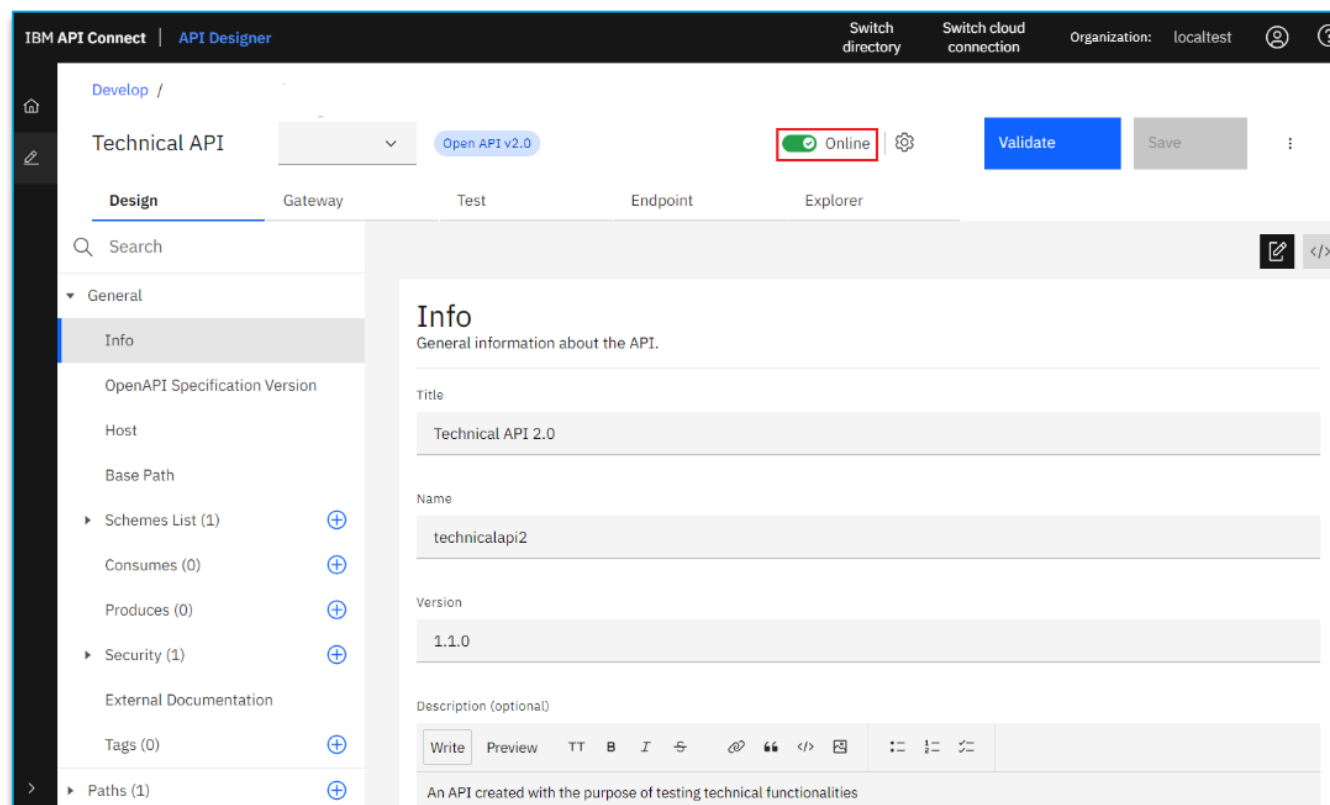 IBM API Connect | API Designer
Switch directory
Switch cloud connection
Organization: localtest
Develop /
Technical API
Open API v2.0
Online
Validate
Save
Design
Gateway
Test
Endpoint
Explorer
Search
General
Info
OpenAPI Specification Version
Host
Base Path
Schemes List (1)
Consumes (0)
Produces (0)
Security (1)
External Documentation
Tags (0)
Paths (1)
Info
General information about the API.
Title
Technical API 2.0
Name
technicalapi2
Version
1.1.0
Description (optional)
Write Preview TT B I S
An API created with the purpose of testing technical functionalities